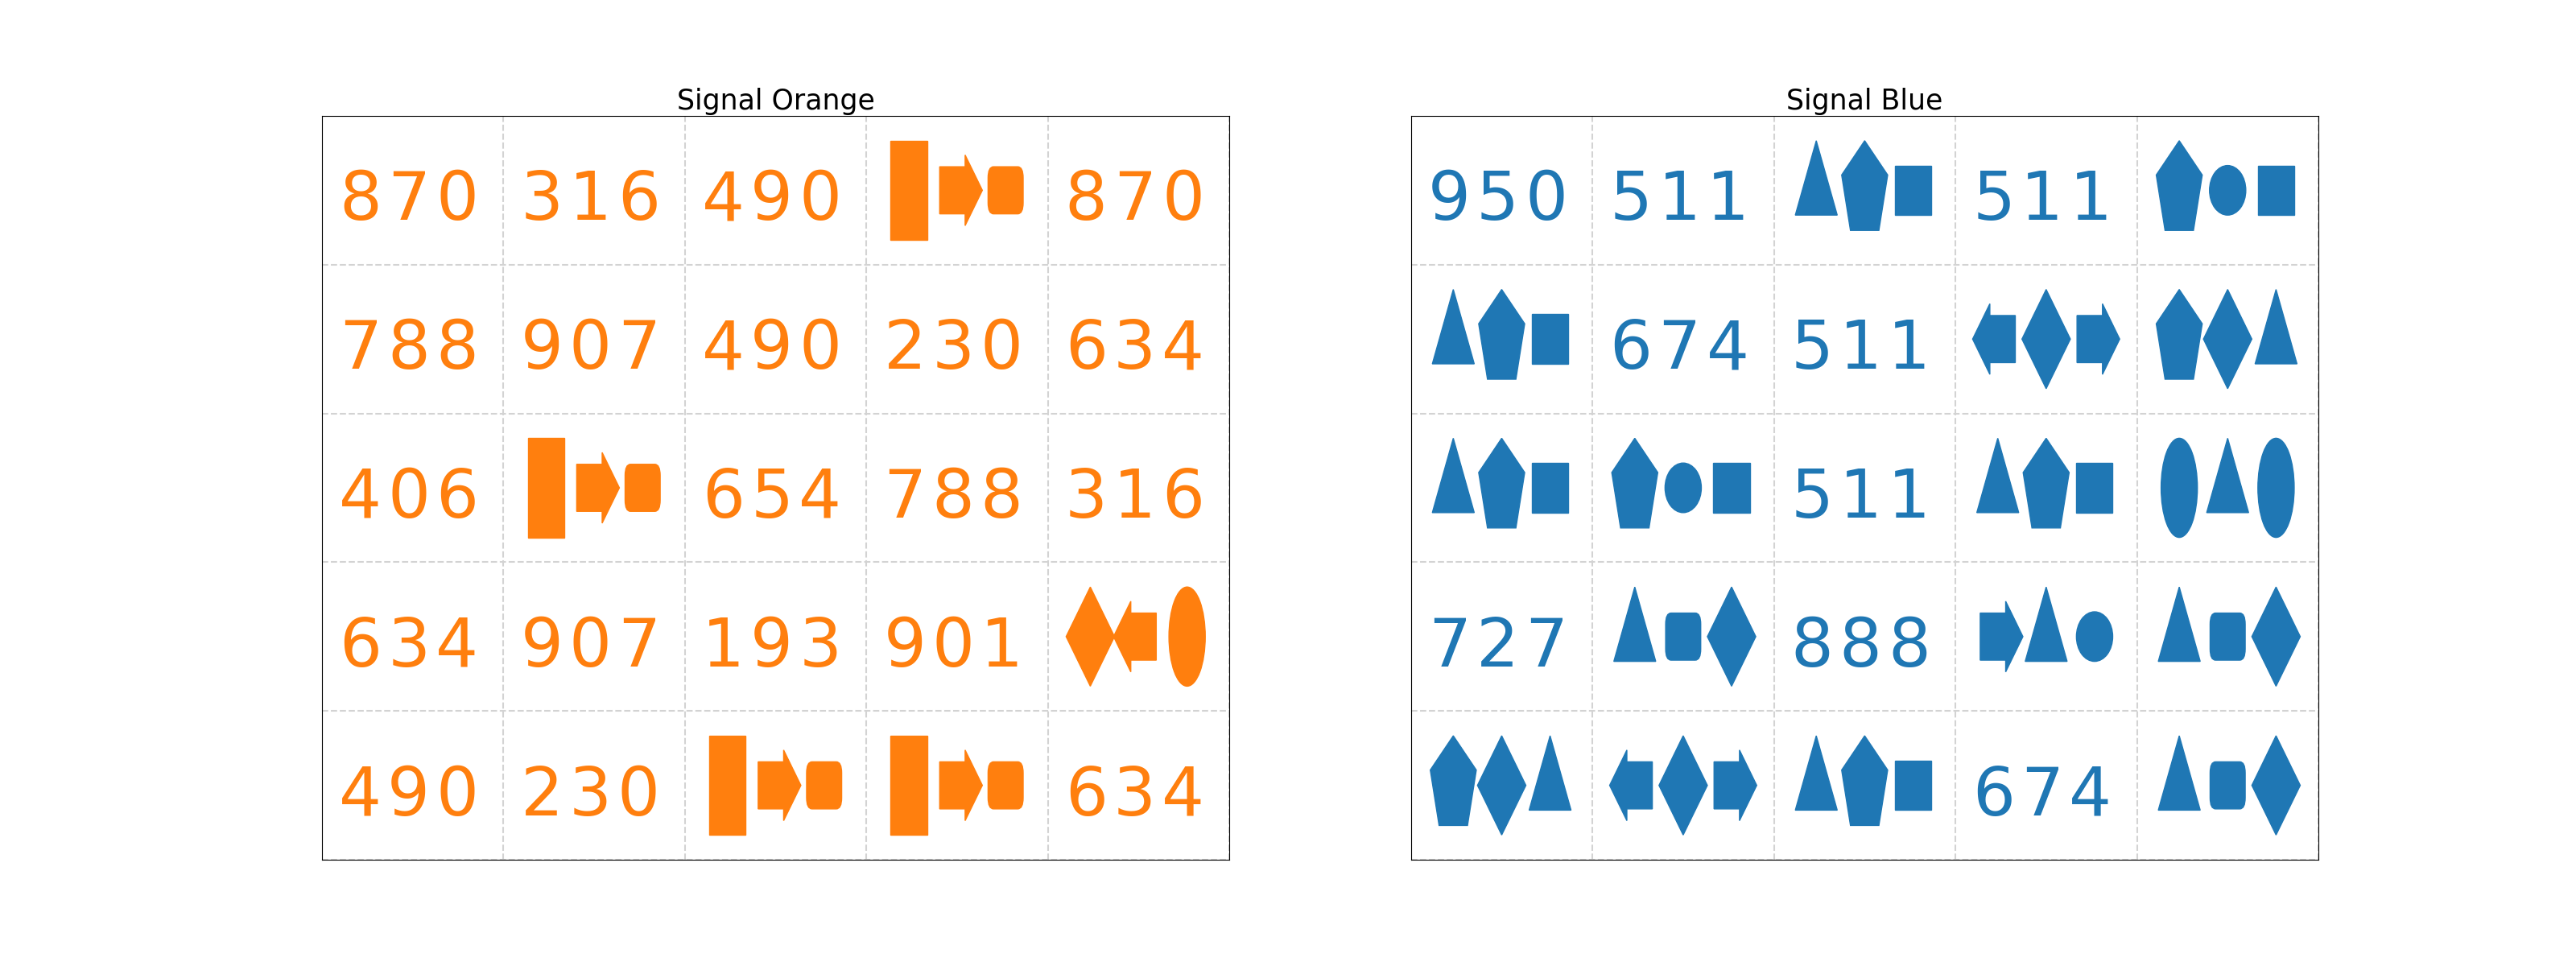 Signal Orange
870 316 490 870
788 907 490 230 634
406 654 788 316
634 907 193 901
490 230 634
Signal Blue
950 511 511
674 511
511
727 888
674